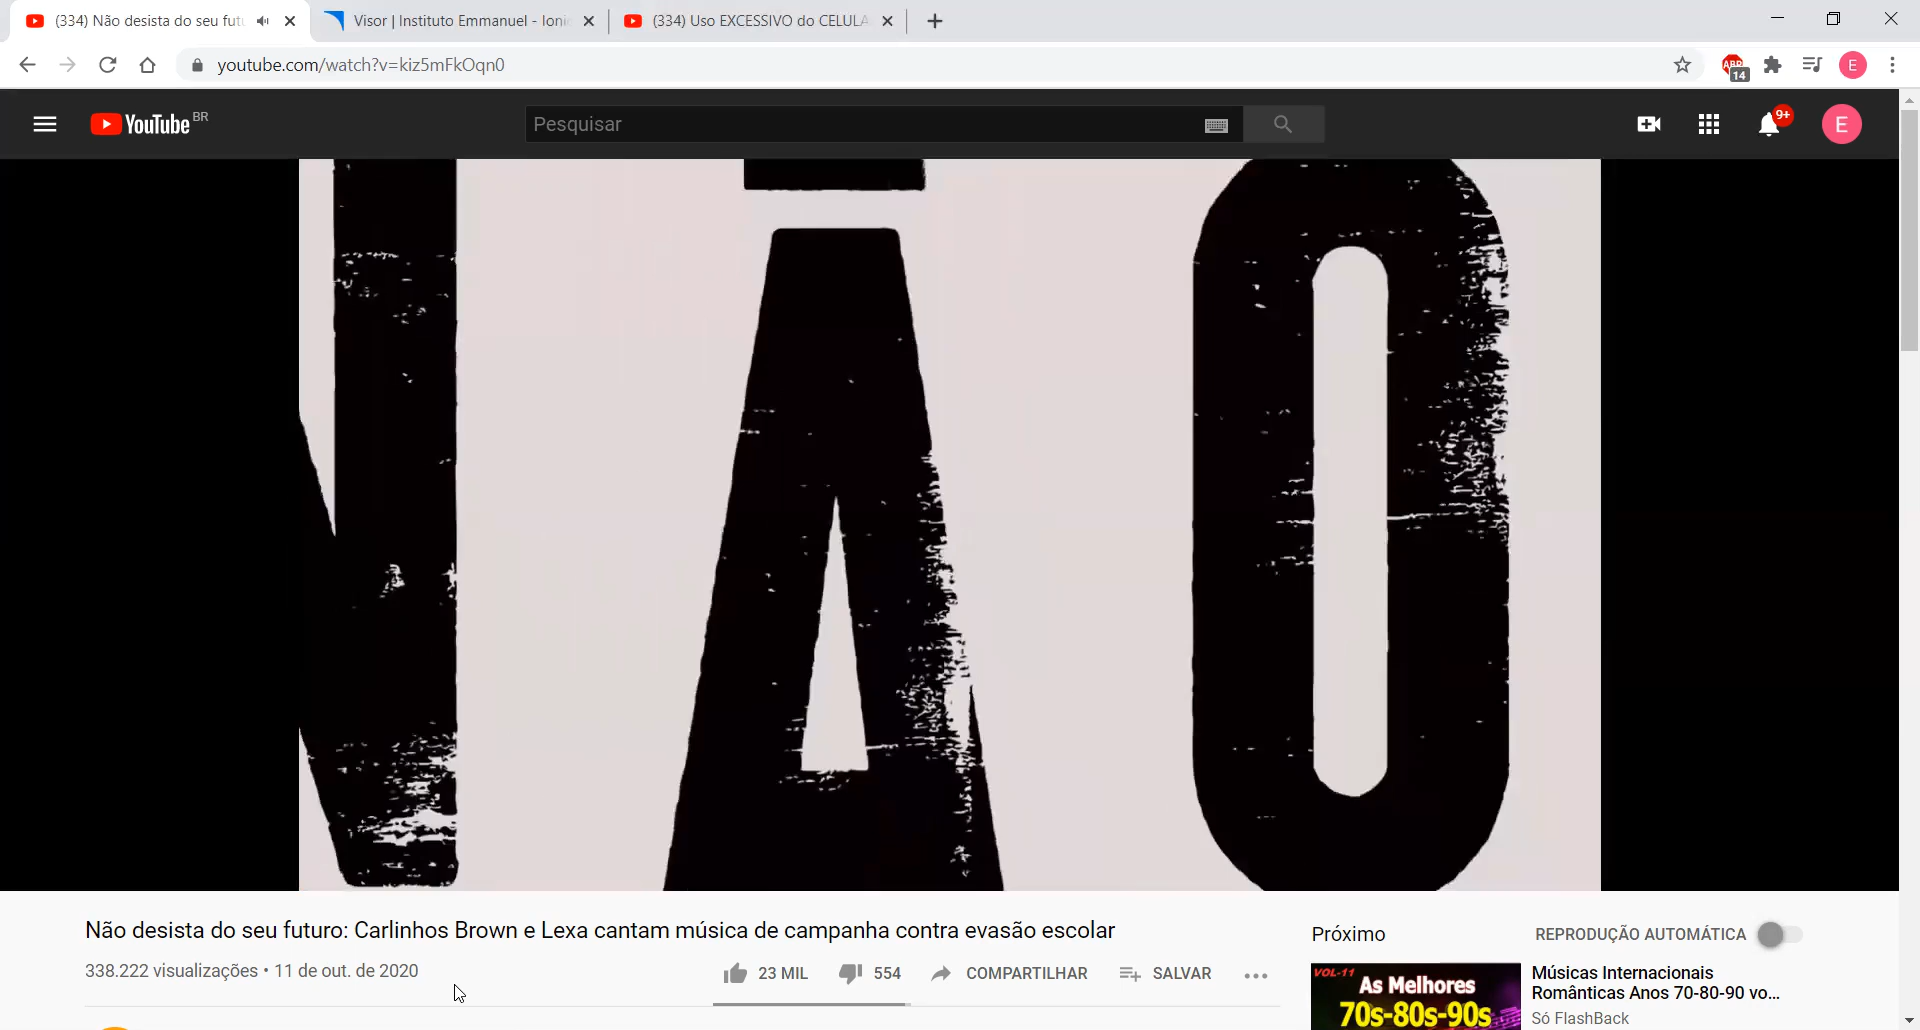 (334) Não desista do seu fut
Visor | Instituto Emmanuel - Ioni
(334) Uso EXCESSIVO do CELULA
youtube.com/watch?v=kiz5mFkOqn0
ABP
14
E
YouTube BR
Pesquisar
9+
E
NÃO
Não desista do seu futuro: Carlinhos Brown e Lexa cantam música de campanha contra evasão escolar
338.222 visualizações • 11 de out. de 2020
23 MIL
554
COMPARTILHAR
SALVAR
Próximo
REPRODUÇÃO AUTOMÁTICA
VOL-11
As Melhores
70s-80s-90s
Músicas Internacionais
Românticas Anos 70-80-90 vo...
Só FlashBack